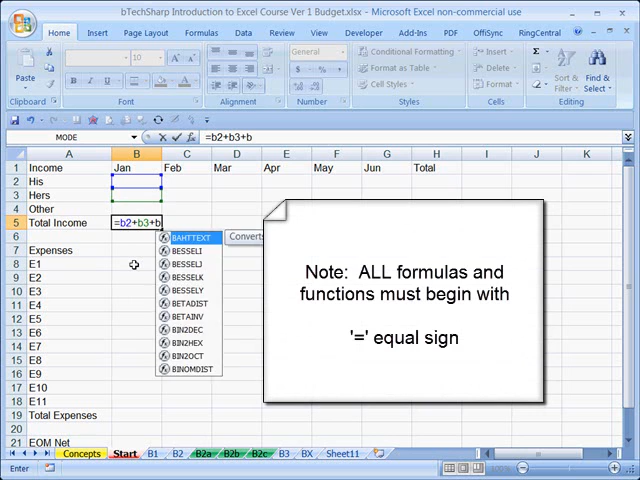 bTechSharp Introduction to Excel Course Ver 1 Budget.xlsx - Microsoft Excel non-commercial use
Home Insert Page Layout Formulas Data Review View Developer Add-Ins PDF OffiSync RingCentral
Paste
Clipboard
10
B I U
Font
Alignment
General
$ % ,
Number
Conditional Formatting
Format as Table
Cell Styles
Styles
Insert
Delete
Format
Cells
Σ
Sort & Filter
Find & Select
Editing
MODE =b2+b3+b
A B C D E F G H I J K
1 Income Jan Feb Mar Apr May Jun Total
2 His
3 Hers
4 Other
5 Total Income =b2+b3+b
6 BAHTTEXT Converts
7 Expenses BESSELI
8 E1 BESSELJ
9 E2 BESSELK
10 E3 BESSELY
11 E4 BETADIST
12 E5 BETAINV
13 E6 BIN2DEC
14 E7 BIN2HEX
15 E8 BIN2OCT
16 E9 BINOMDIST
17 E10
18 E11
19 Total Expenses
20
21 EOM Net
Note: ALL formulas and
functions must begin with
'=' equal sign
Concepts Start B1 B2 B2a B2b B2c B3 BX Sheet11
Enter 100%